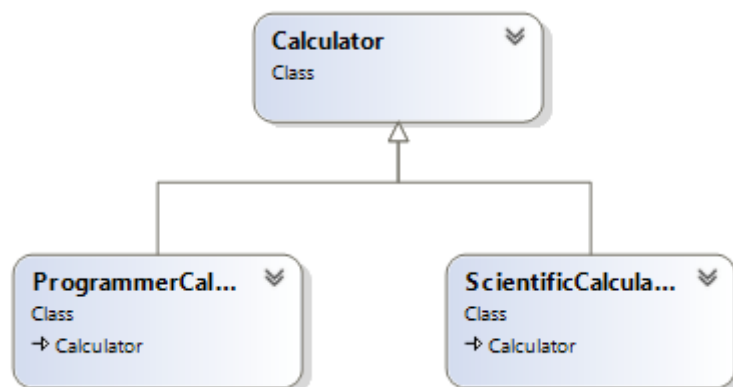 Calculator
Class
ProgrammerCal...
Class
Calculator
ScientificCalcula...
Class
Calculator